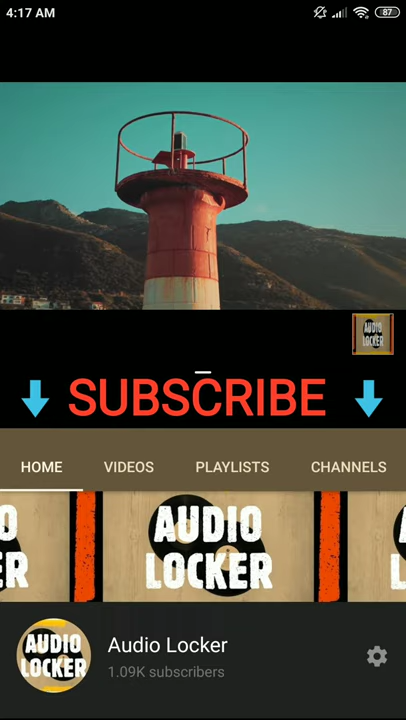 4:17 AM
87
AUDIO
LOCKER
SUBSCRIBE
HOME VIDEOS PLAYLISTS CHANNELS
AUDIO
LOCKER
AUDIO
LOCKER
Audio Locker
1.09K subscribers